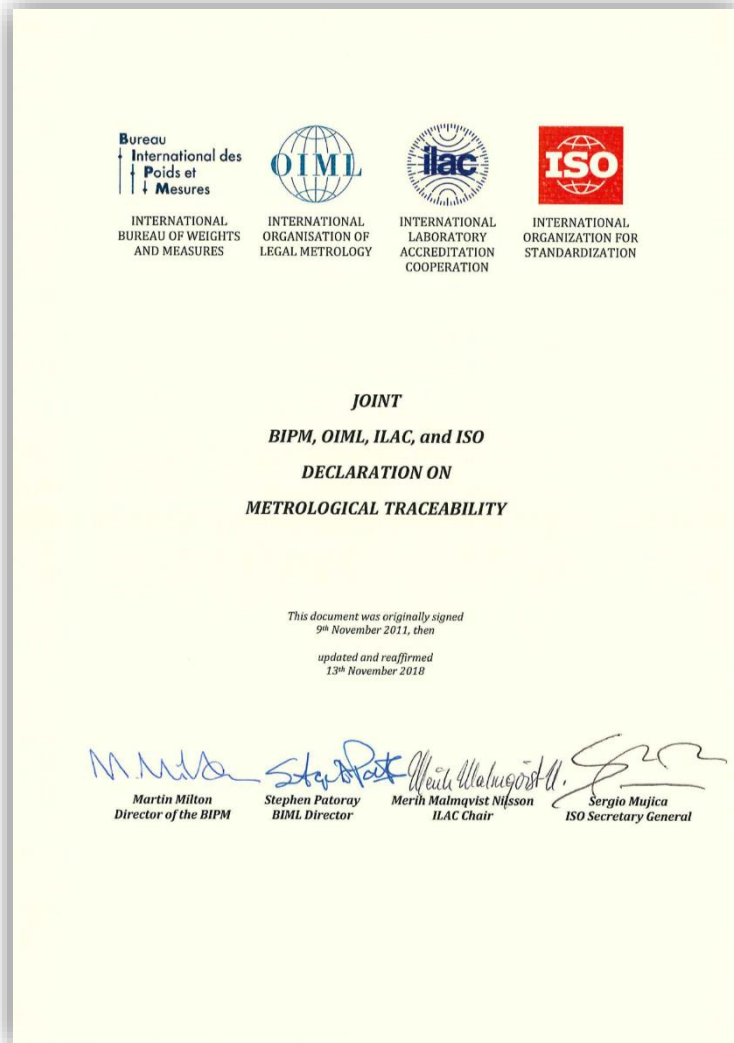 Bureau
International des
Poids et
Mesures
OIML
ilac
ISO
INTERNATIONAL
BUREAU OF WEIGHTS
AND MEASURES
INTERNATIONAL
ORGANISATION OF
LEGAL METROLOGY
INTERNATIONAL
LABORATORY
ACCREDITATION
COOPERATION
INTERNATIONAL
ORGANIZATION FOR
STANDARDIZATION
JOINT
BIPM, OIML, ILAC, and ISO
DECLARATION ON
METROLOGICAL TRACEABILITY
This document was originally signed
9th November 2011, then
updated and reaffirmed
13th November 2018
M. Milton
Merih Malmqvist N.
Martin Milton
Director of the BIPM
Stephen Patoray
BIML Director
Merih Malmqvist Nilsson
ILAC Chair
Sergio Mujica
ISO Secretary General